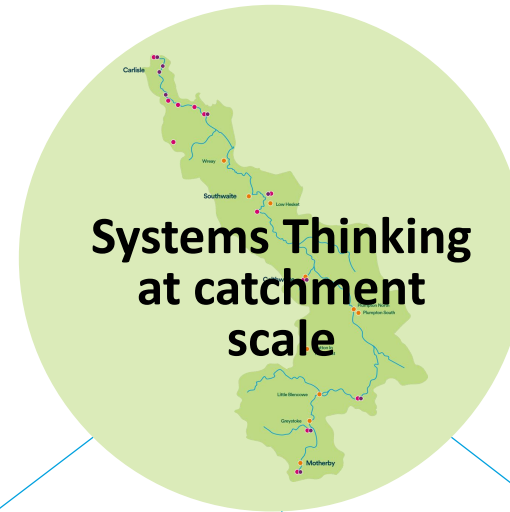 Carlisle
Wreay
Southwaite
Low Hesket
Systems Thinking
at catchment
scale
Plumpton South
Little Blencowe
Greystoke
Motherby